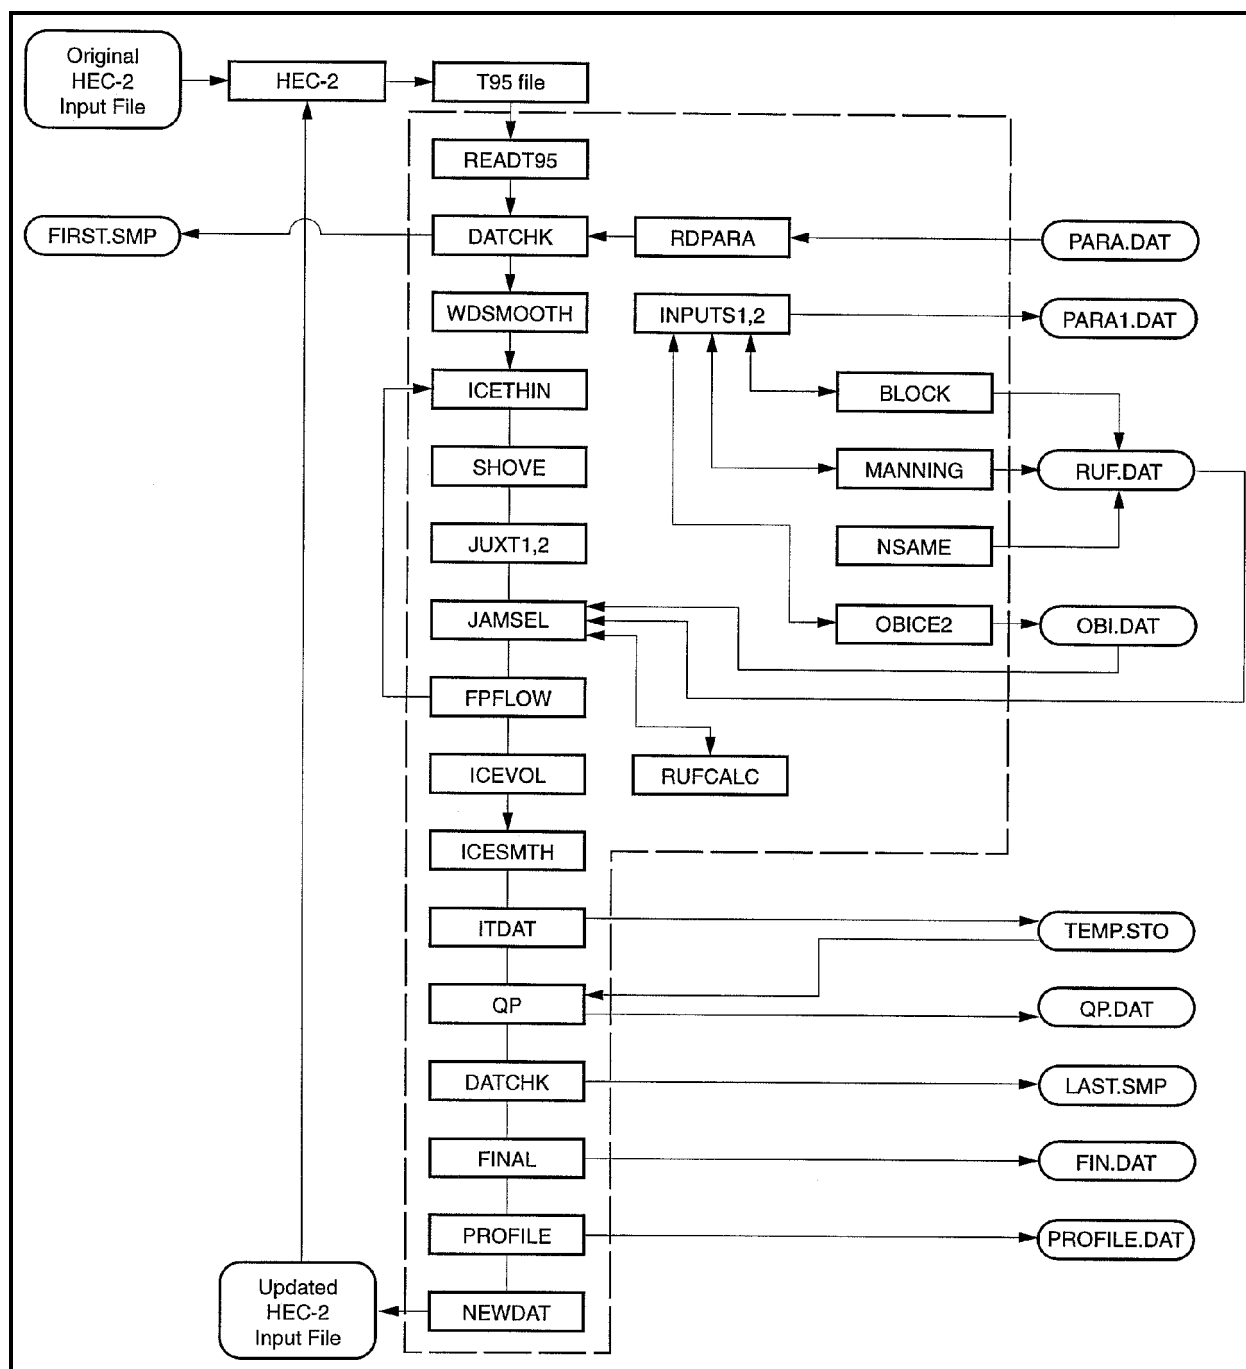 Original
HEC-2
Input File
HEC-2
T95 file
READT95
FIRST.SMP
DATCHK
RDPARA
PARA.DAT
WDSMOOTH
INPUTS1,2
PARA1.DAT
ICETHIN
BLOCK
SHOVE
MANNING
RUF.DAT
JUXT1,2
NSAME
JAMSEL
OBICE2
OBI.DAT
FPFLOW
ICEVOL
RUFCALC
ICESMTH
ITDAT
TEMP.STO
QP
QP.DAT
DATCHK
LAST.SMP
FINAL
FIN.DAT
PROFILE
PROFILE.DAT
Updated
HEC-2
Input File
NEWDAT